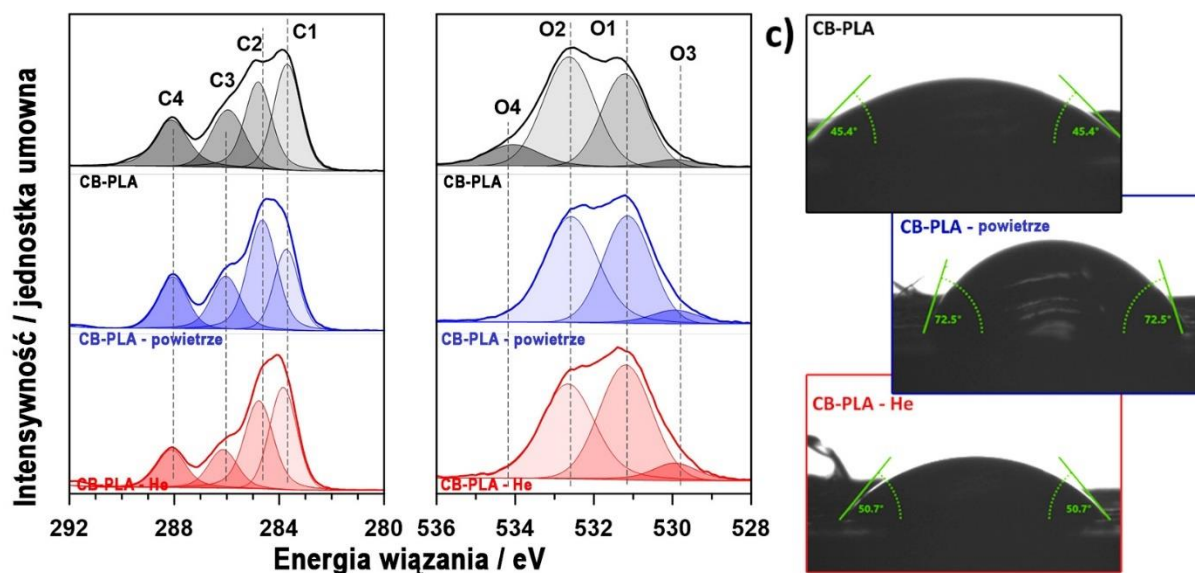 Intensywność / jednostka umowna
C4
C3
C2
C1
CB-PLA
CB-PLA - powietrze
CB-PLA - He
292 288 284 280
O4
O2
O1
O3
CB-PLA
CB-PLA - powietrze
CB-PLA - He
536 534 532 530 528
Energia wiązania / eV
c)
CB-PLA
45.4° 45.4°
CB-PLA - powietrze
72.5° 72.5°
CB-PLA - He
50.7° 50.7°